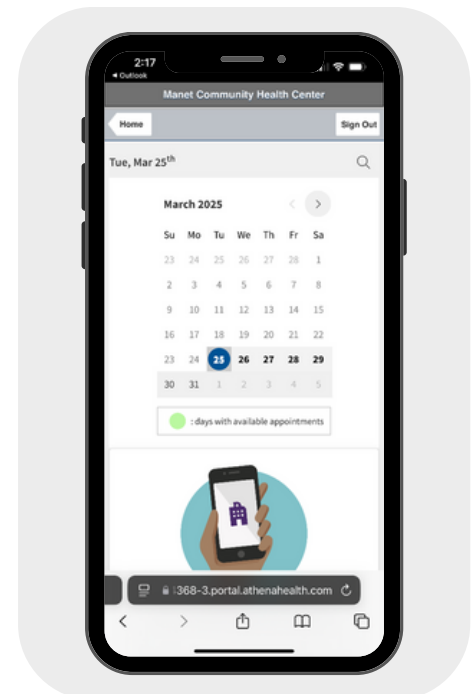 2:17
◄ Outlook
Manet Community Health Center
Home
Sign Out
Tue, Mar 25th
March 2025
Su Mo Tu We Th Fr Sa
23 24 25 26 27 28 1
2 3 4 5 6 7 8
9 10 11 12 13 14 15
16 17 18 19 20 21 22
23 24 25 26 27 28 29
30 31 1 2 3 4 5
: days with available appointments
368-3.portal.athenahealth.com